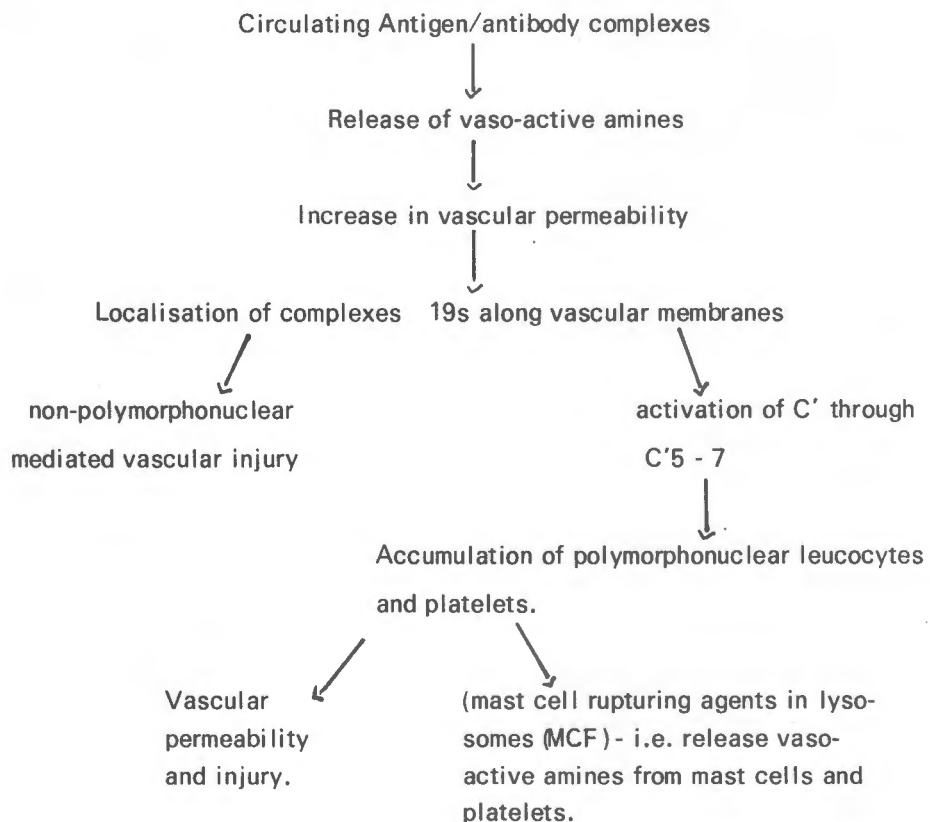 Circulating Antigen/antibody complexes
Release of vaso-active amines
Increase in vascular permeability
Localisation of complexes 19s along vascular membranes
non-polymorphonuclear
mediated vascular injury
activation of C′ through
C′5 - 7
Accumulation of polymorphonuclear leucocytes
and platelets.
Vascular
permeability
and injury.
(mast cell rupturing agents in lyso-
somes (MCF) - i.e. release vaso-
active amines from mast cells and
platelets.